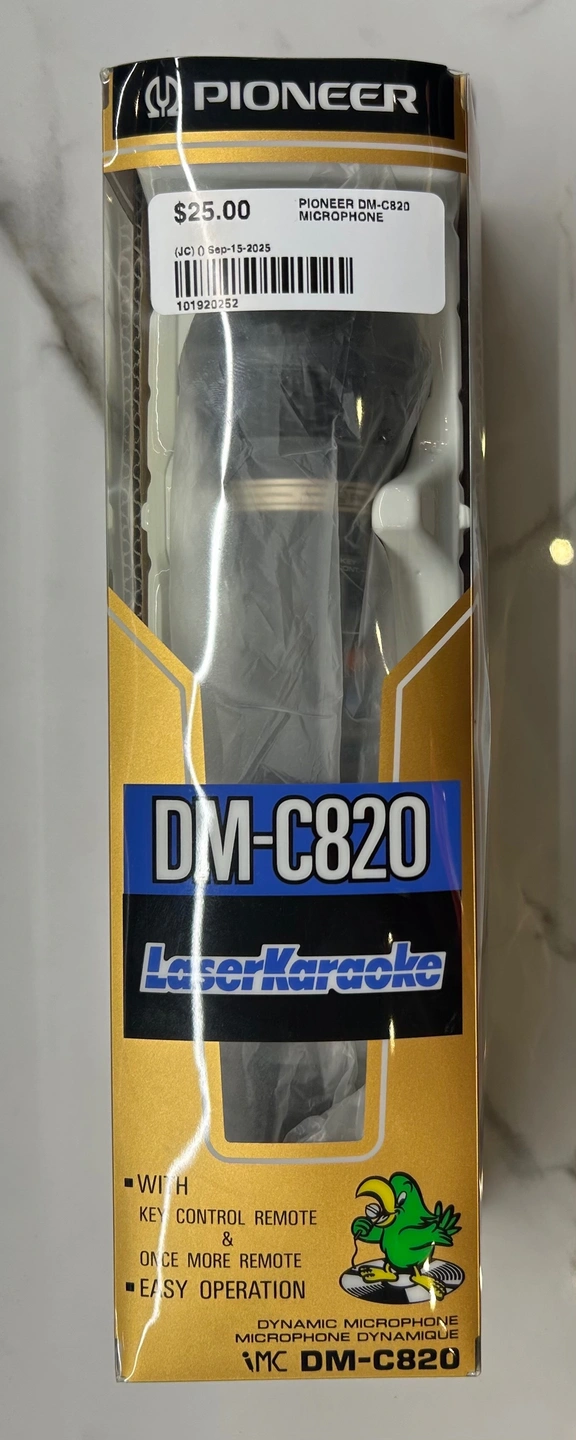 PIONEER
$25.00
PIONEER DM-C820
MICROPHONE
(JC) () Sep-15-2025
101920252
DM-C820
LaserKaraoke
▪WITH
KEY CONTROL REMOTE
&
ONCE MORE REMOTE
▪EASY OPERATION
DYNAMIC MICROPHONE
MICROPHONE DYNAMIQUE
iMC DM-C820